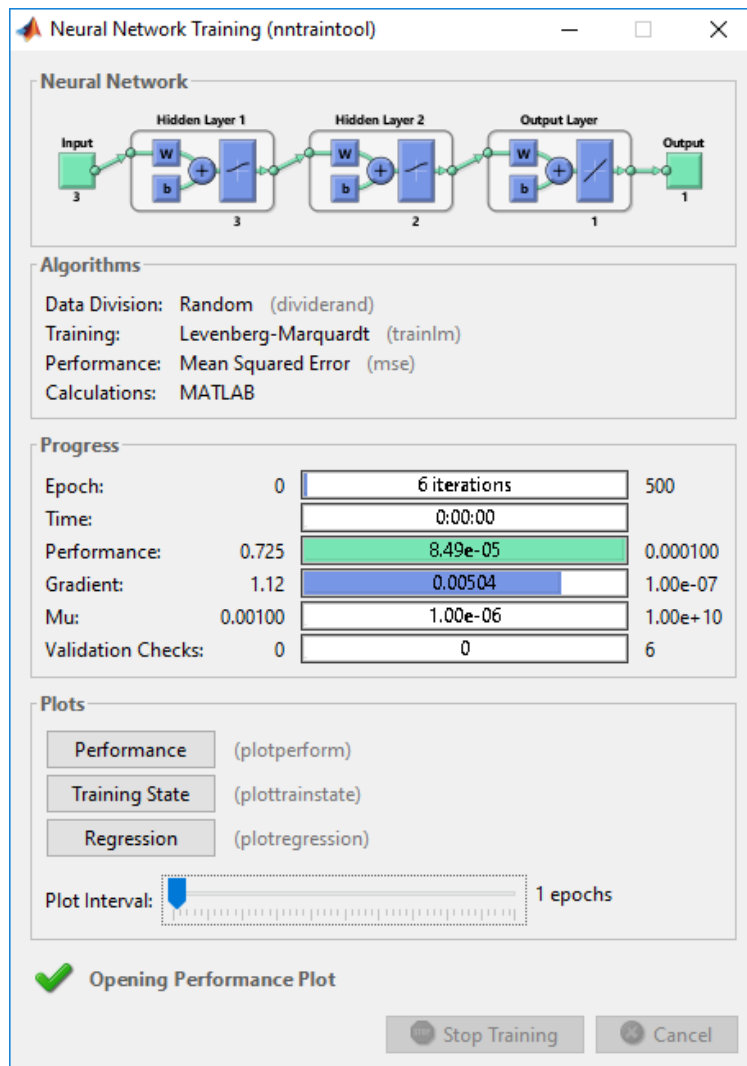 Neural Network Training (nntraintool)
Neural Network
Hidden Layer 1 Hidden Layer 2 Output Layer
Input Output
W W W
+ + +
b b b
3 1
3 2 1
Algorithms
Data Division: Random (dividerand)
Training: Levenberg-Marquardt (trainlm)
Performance: Mean Squared Error (mse)
Calculations: MATLAB
Progress
Epoch: 0 6 iterations 500
Time: 0:00:00
Performance: 0.725 8.49e-05 0.000100
Gradient: 1.12 0.00504 1.00e-07
Mu: 0.00100 1.00e-06 1.00e+10
Validation Checks: 0 0 6
Plots
Performance (plotperform)
Training State (plottrainstate)
Regression (plotregression)
Plot Interval: 1 epochs
Opening Performance Plot
STOP Stop Training Cancel